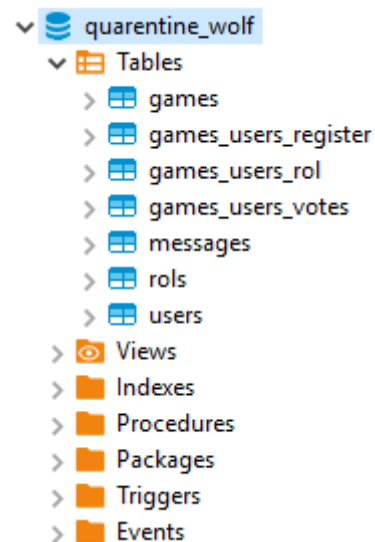 quarentine_wolf
Tables
games
games_users_register
games_users_rol
games_users_votes
messages
rols
users
Views
Indexes
Procedures
Packages
Triggers
Events